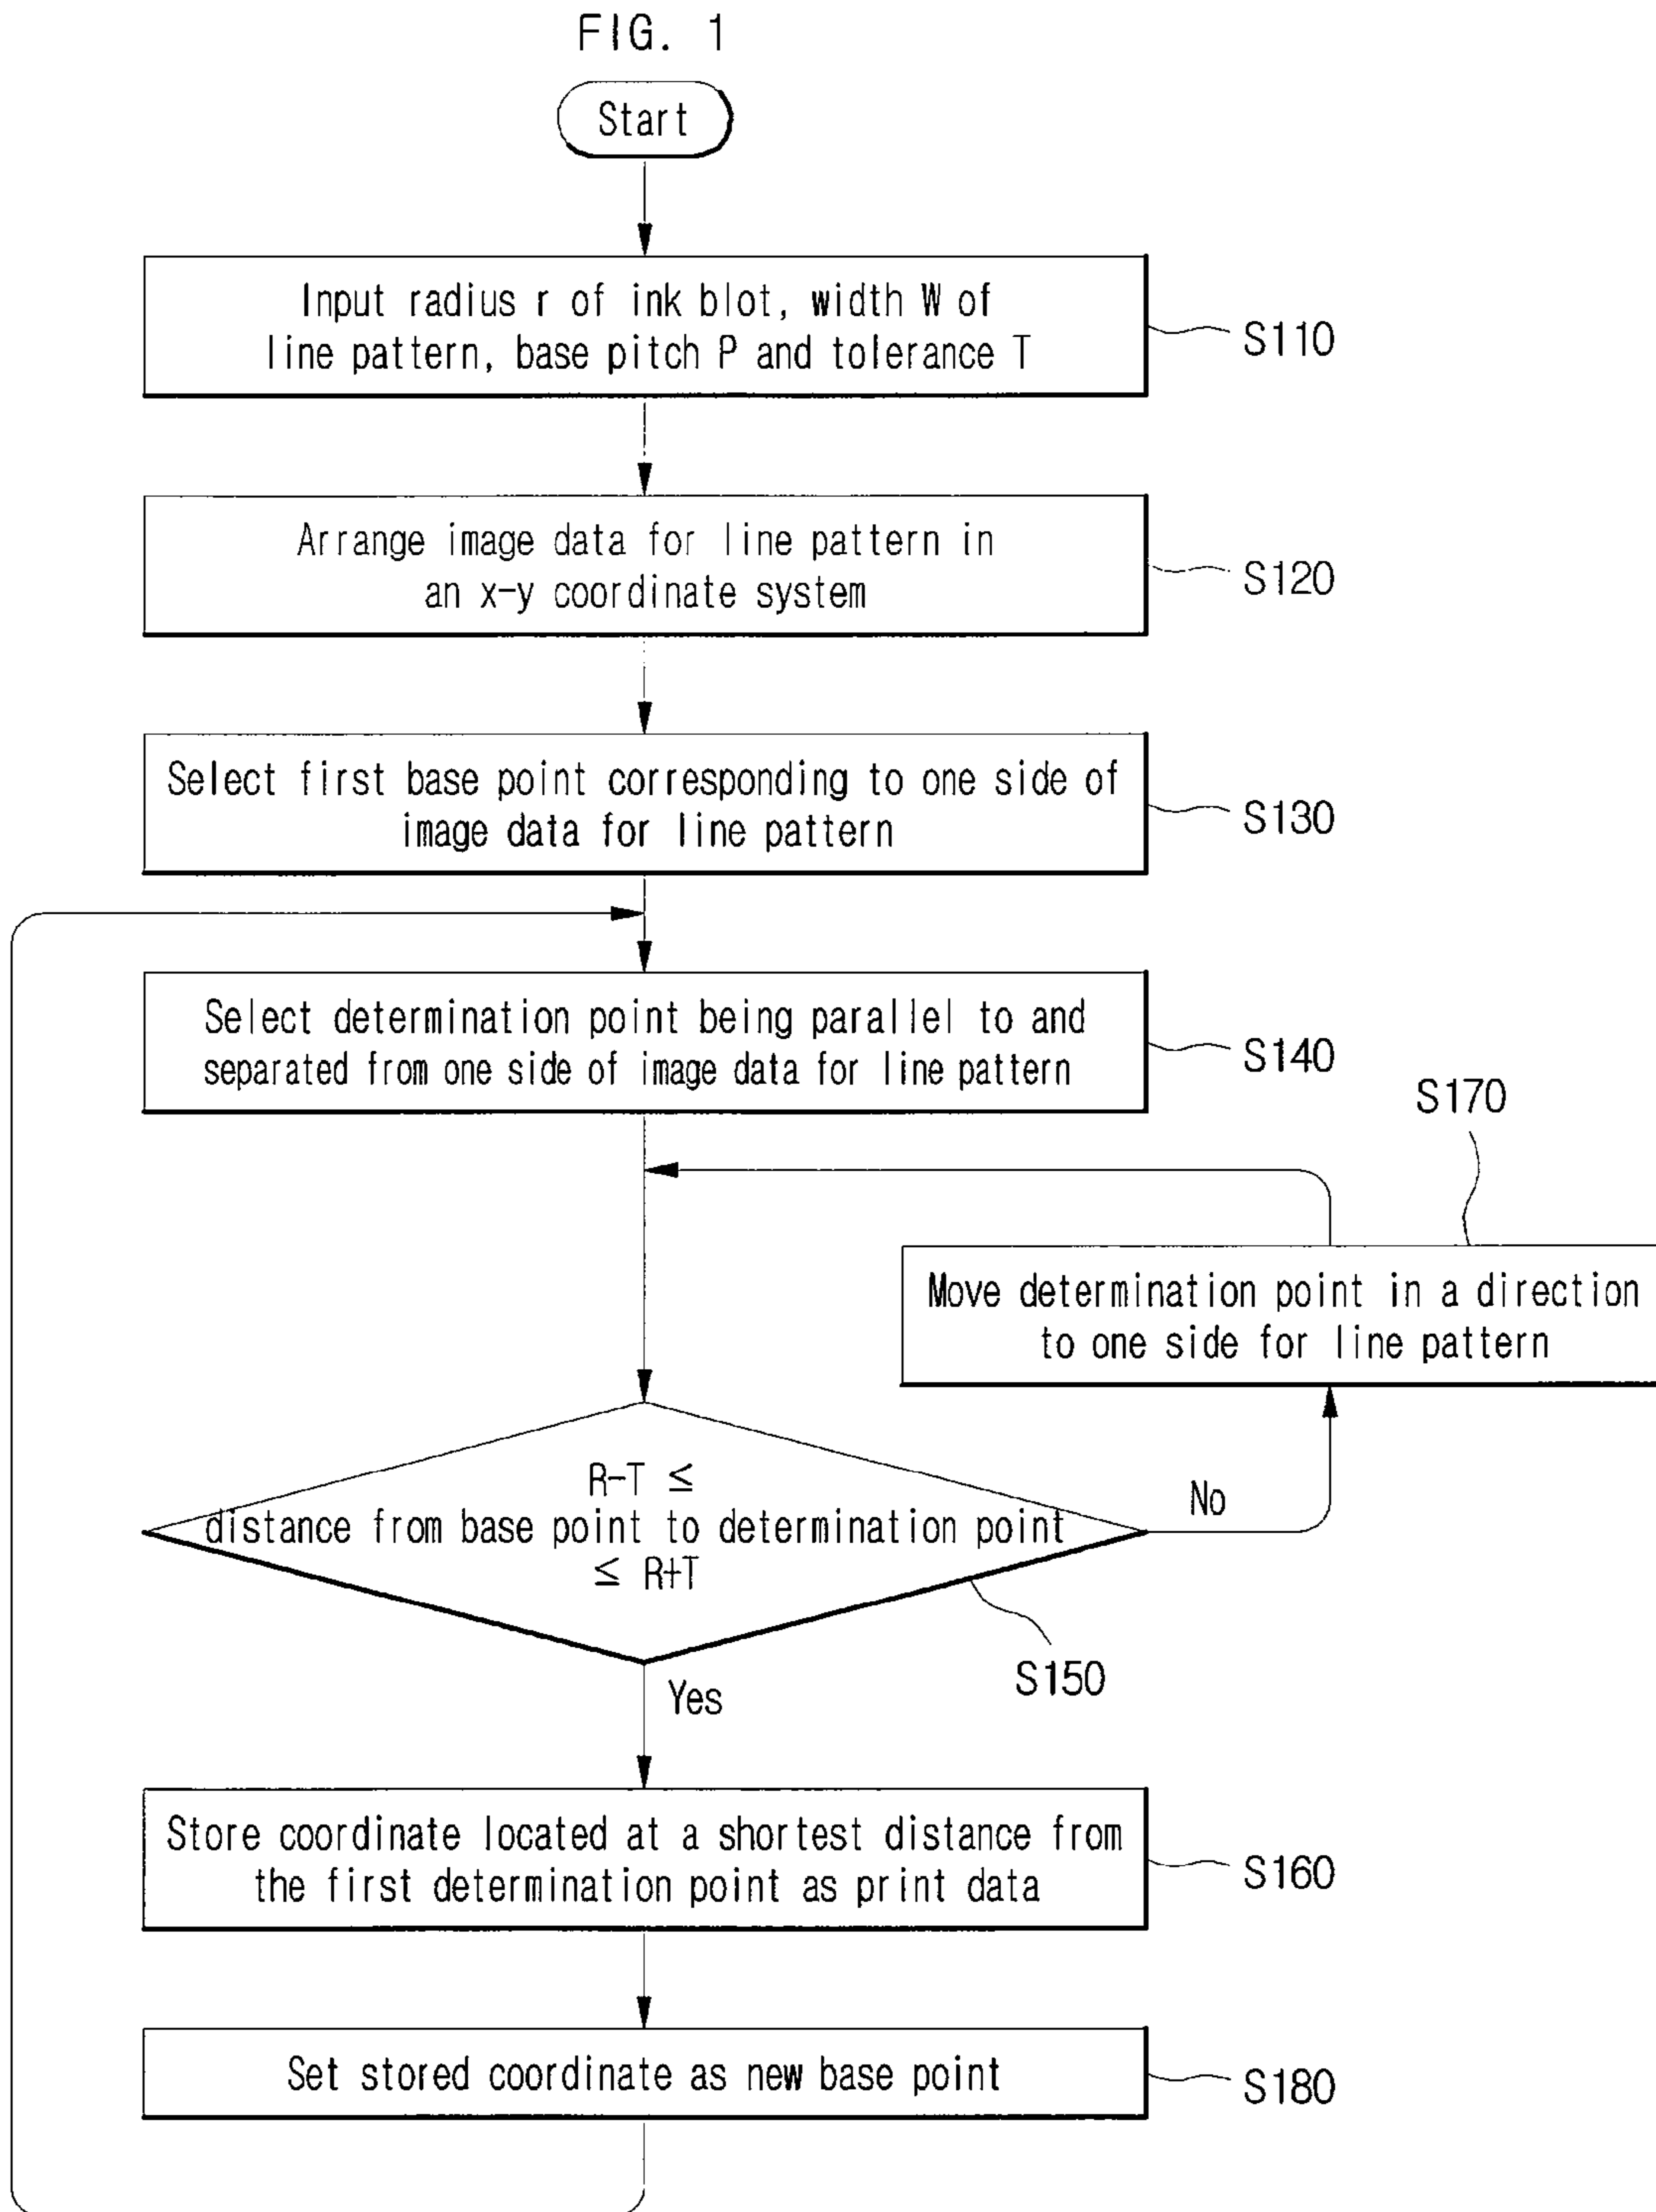 FIG. 1
Start
Input radius r of ink blot, width W of
line pattern, base pitch P and tolerance T
S110
Arrange image data for line pattern in
an x-y coordinate system
S120
Select first base point corresponding to one side of
image data for line pattern
S130
Select determination point being parallel to and
separated from one side of image data for line pattern
S140
S170
Move determination point in a direction
to one side for line pattern
R-T ≤
distance from base point to determination point
≤ R+T
No
S150
Yes
Store coordinate located at a shortest distance from
the first determination point as print data
S160
Set stored coordinate as new base point
S180